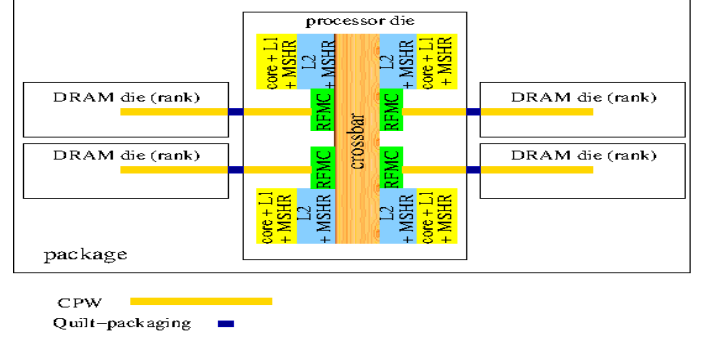 processor die
core + L1
+ MSHR
L2
+ MSHR
L2
+ MSHR
core + L1
+ MSHR
DRAM die (rank)
RFMC
crossbar
RFMC
DRAM die (rank)
DRAM die (rank)
RFMC
RFMC
DRAM die (rank)
core + L1
+ MSHR
L2
+ MSHR
L2
+ MSHR
core + L1
+ MSHR
package
CPW
Quilt-packaging